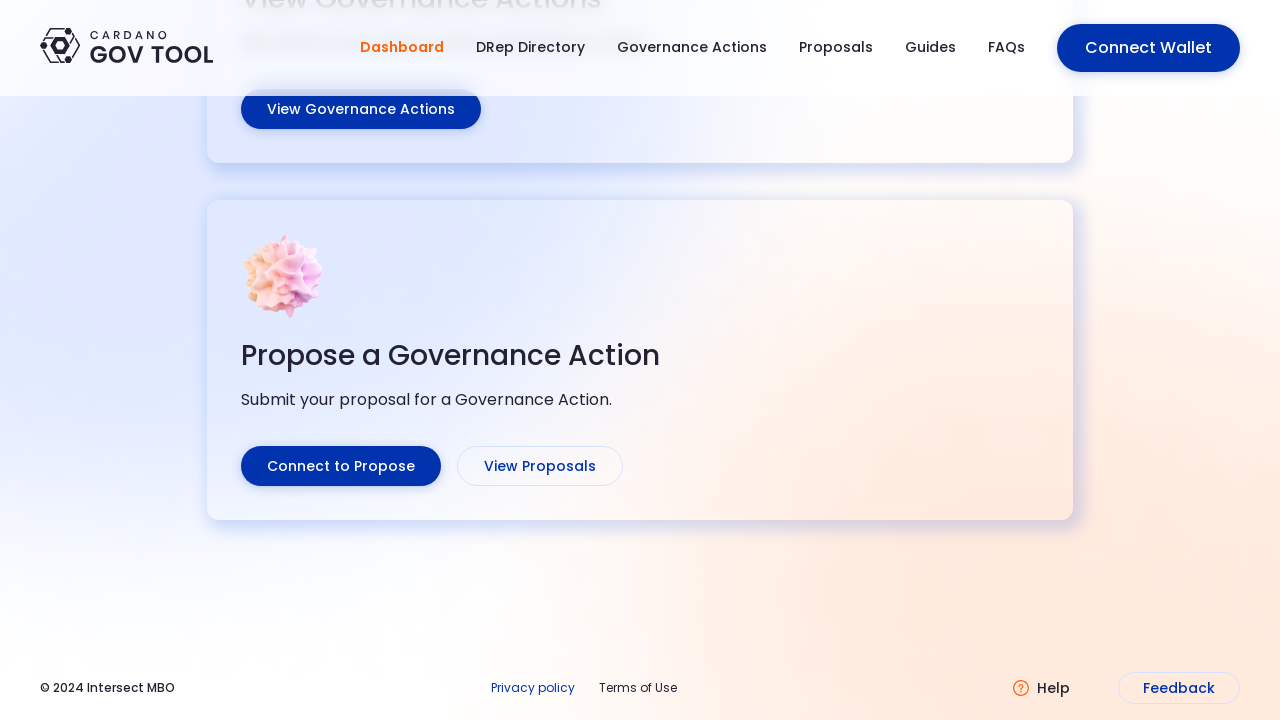 View Governance Actions
CARDANO
GOV TOOL
Dashboard
DRep Directory
Governance Actions
Proposals
Guides
FAQs
Connect Wallet
View Governance Actions
Propose a Governance Action
Submit your proposal for a Governance Action.
Connect to Propose
View Proposals
© 2024 Intersect MBO
Privacy policy
Terms of Use
Help
Feedback